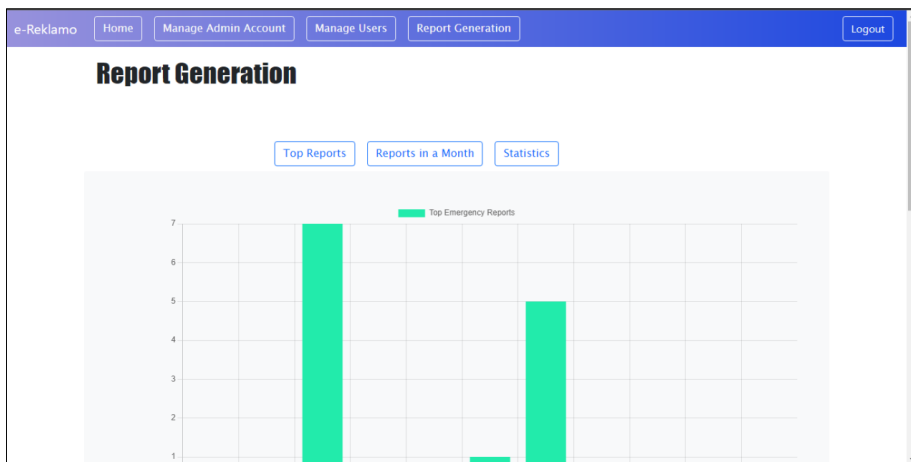 e-Reklamo Home Manage Admin Account Manage Users Report Generation Logout
Report Generation
Top Reports Reports in a Month Statistics
Top Emergency Reports
7
6
5
4
3
2
1